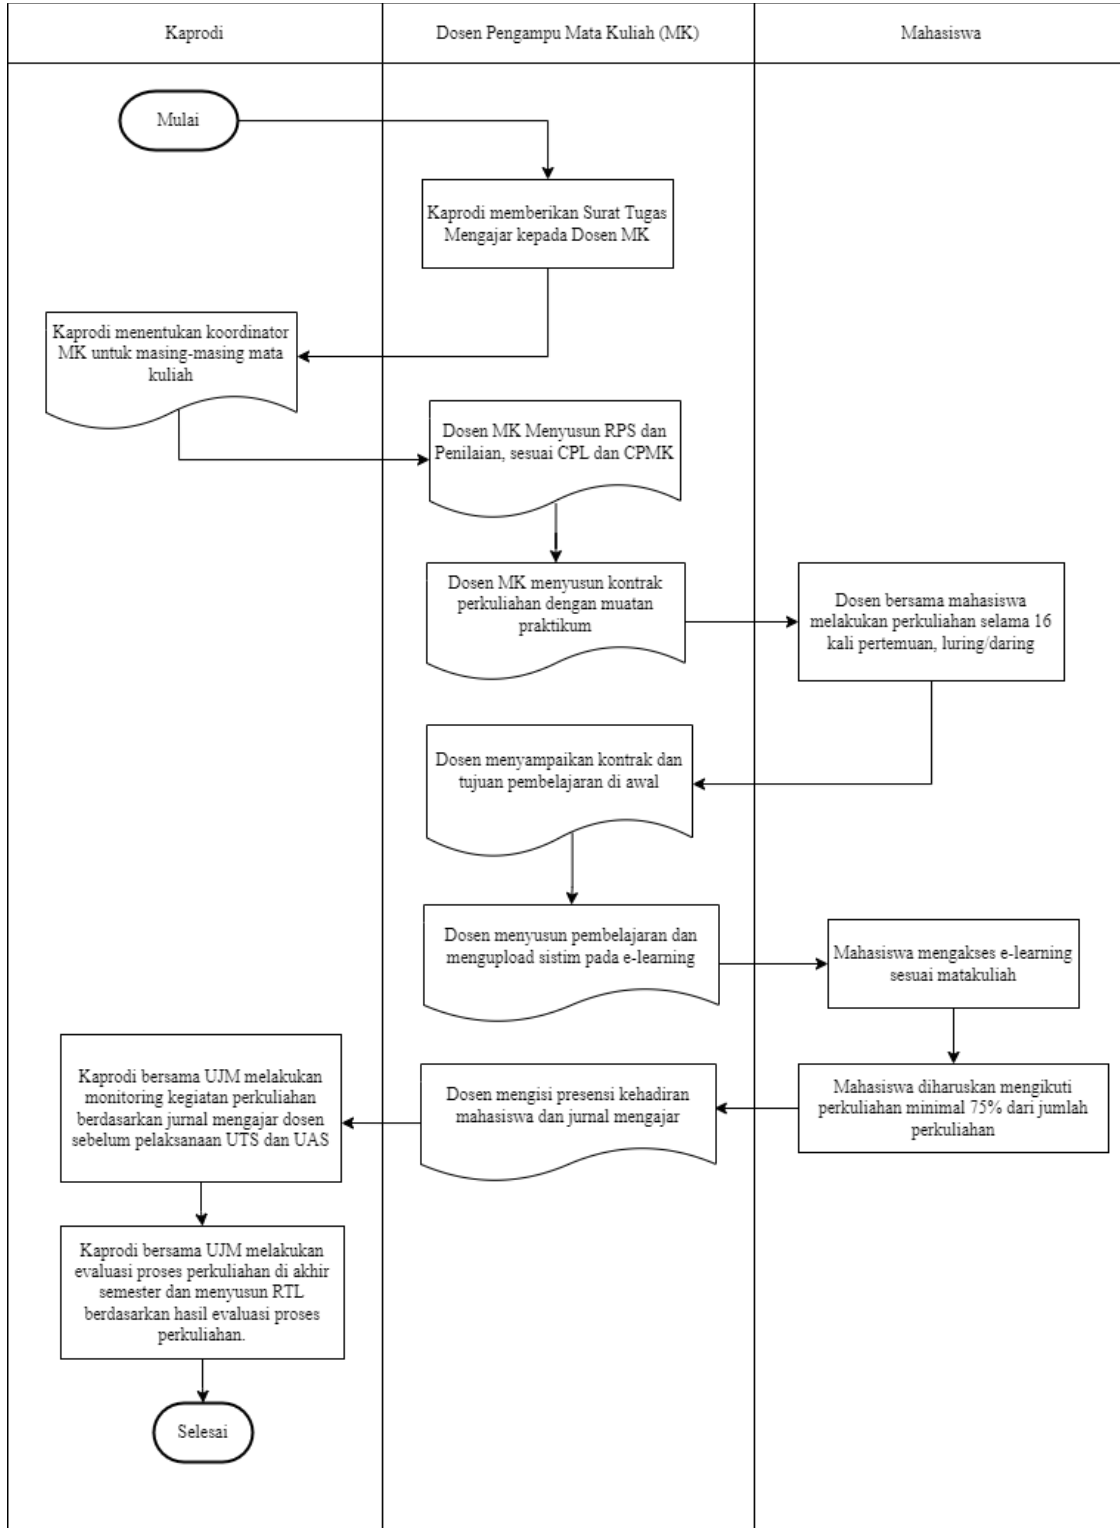 Kaprodi
Dosen Pengampu Mata Kuliah (MK)
Mahasiswa
Mulai
Kaprodi memberikan Surat Tugas
Mengajar kepada Dosen MK
Kaprodi menentukan koordinator
MK untuk masing-masing mata
kuliah
Dosen MK Menyusun RPS dan
Penilaian, sesuai CPL dan CPMK
Dosen MK menyusun kontrak
perkuliahan dengan muatan
praktikum
Dosen bersama mahasiswa
melakukan perkuliahan selama 16
kali pertemuan, luring/daring
Dosen menyampaikan kontrak dan
tujuan pembelajaran di awal
Dosen menyusun pembelajaran dan
mengupload sistim pada e-learning
Mahasiswa mengakses e-learning
sesuai matakuliah
Mahasiswa diharuskan mengikuti
perkuliahan minimal 75% dari jumlah
perkuliahan
Dosen mengisi presensi kehadiran
mahasiswa dan jurnal mengajar
Kaprodi bersama UJM melakukan
monitoring kegiatan perkuliahan
berdasarkan jurnal mengajar dosen
sebelum pelaksanaan UTS dan UAS
Kaprodi bersama UJM melakukan
evaluasi proses perkuliahan di akhir
semester dan menyusun RTL
berdasarkan hasil evaluasi proses
perkuliahan.
Selesai